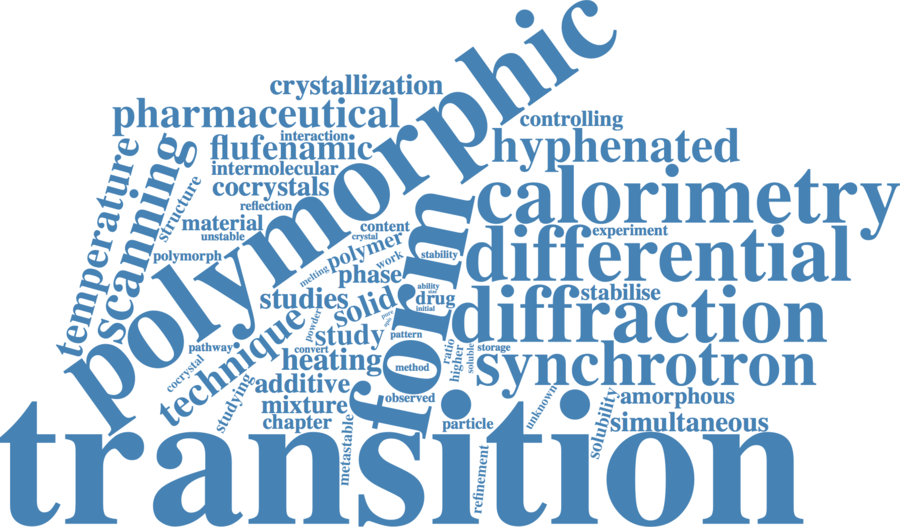 polymorphic
crystallization
pharmaceutical
controlling
interaction
flufenamic
hyphenated
temperature
scanning
intermolecular
cocrystals
calorimetry
structure
reflection
material
content
unstable
crystal
experiment
polymer
differential
form
stability
work
polymorph
melting
phase
ability
stabilise
studies
solid
drug
initial
diffraction
powder
pure
technique
study
pattern
pathway
convert
ratio
higher
soluble
storage
heating
method
synchrotron
cocrystal
additive
studying
observed
unknown
solubility
amorphous
mixture
chapter
metastable
particle
simultaneous
refinement
transition